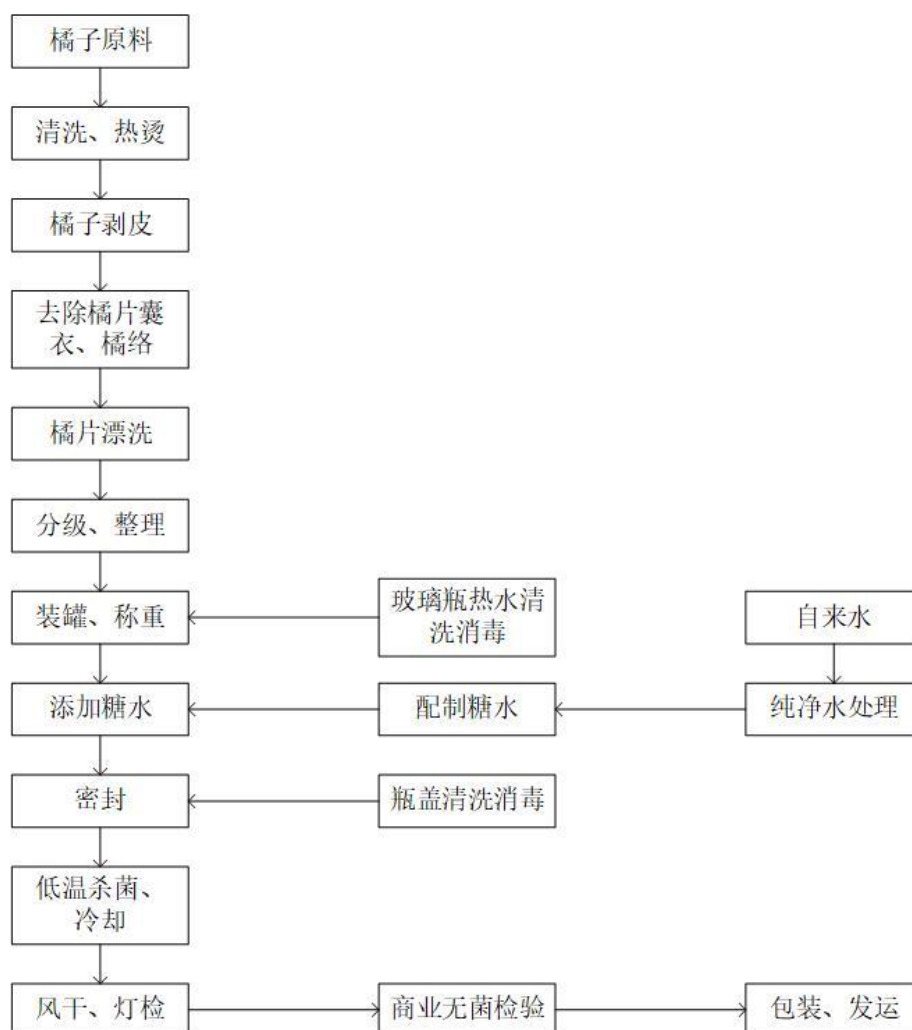 橘子原料
清洗、热烫
橘子剥皮
去除橘片囊
衣、橘络
橘片漂洗
分级、整理
装罐、称重
玻璃瓶热水清
洗消毒
自来水
添加糖水
配制糖水
纯净水处理
密封
瓶盖清洗消毒
低温杀菌、
冷却
风干、灯检
商业无菌检验
包装、发运